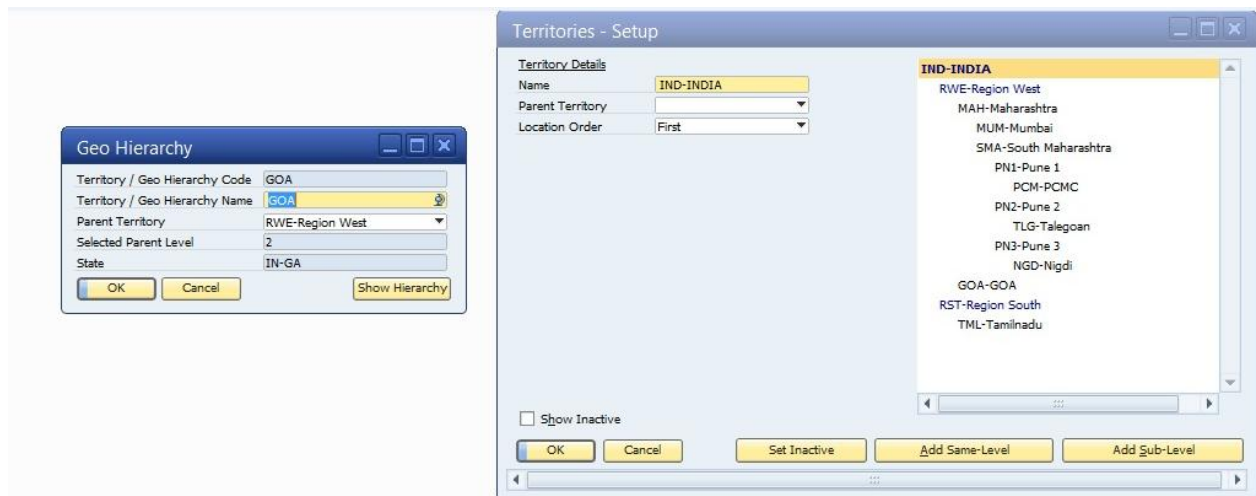 Geo Hierarchy
Territory / Geo Hierarchy Code GOA
Territory / Geo Hierarchy Name GOA
Parent Territory RWE-Region West
Selected Parent Level 2
State IN-GA
OK Cancel Show Hierarchy
Territories - Setup
Territory Details
Name IND-INDIA
Parent Territory
Location Order First
Show Inactive
IND-INDIA
RWE-Region West
MAH-Maharashtra
MUM-Mumbai
SMA-South Maharashtra
PN1-Pune 1
PCM-PCMC
PN2-Pune 2
TLG-Talegoan
PN3-Pune 3
NGD-Nigdi
GOA-GOA
RST-Region South
TML-Tamilnadu
OK Cancel Set Inactive Add Same-Level Add Sub-Level